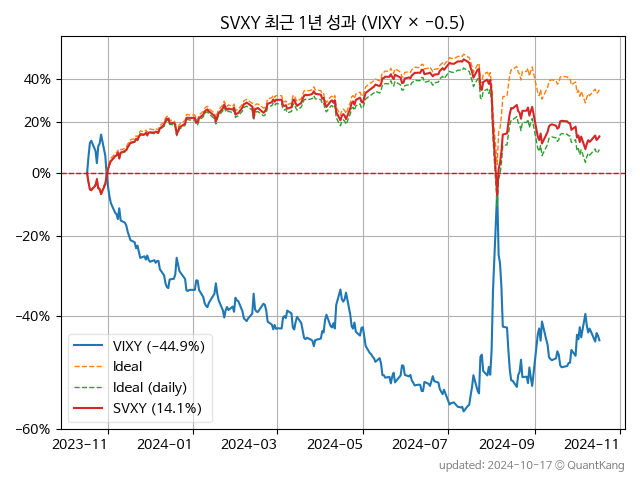 SVXY 최근 1년 성과 (VIXY × −0.5)
40%
20%
0%
−20%
−40%
−60%
VIXY (−44.9%)
Ideal
Ideal (daily)
SVXY (14.1%)
2023−11
2024−01
2024−03
2024−05
2024−07
2024−09
2024−11
updated: 2024-10-17 © QuantKang